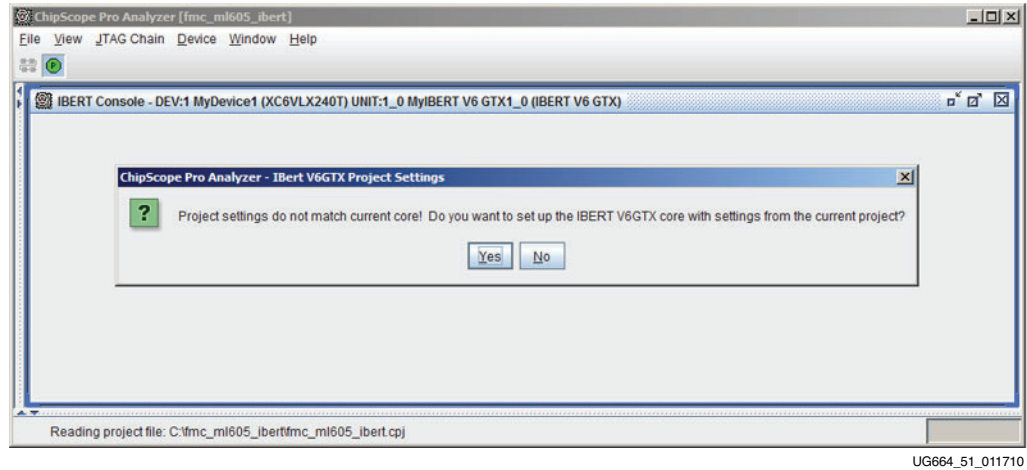 ChipScope Pro Analyzer [fmc_ml605_ibert]
File View JTAG Chain Device Window Help
P
IBERT Console - DEV:1 MyDevice1 (XC6VLX240T) UNIT:1_0 MyIBERT V6 GTX1_0 (IBERT V6 GTX)
ChipScope Pro Analyzer - IBert V6GTX Project Settings
? Project settings do not match current core! Do you want to set up the IBERT V6GTX core with settings from the current project?
Yes No
Reading project file: C:\fmc_ml605_ibert\fmc_ml605_ibert.cpj
UG664_51_011710